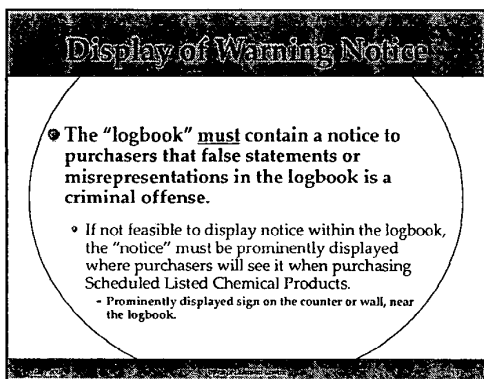 Display of Warning Notice
The "logbook" must contain a notice to
purchasers that false statements or
misrepresentations in the logbook is a
criminal offense.
If not feasible to display notice within the logbook,
the "notice" must be prominently displayed
where purchasers will see it when purchasing
Scheduled Listed Chemical Products.
- Prominently displayed sign on the counter or wall, near
the logbook.